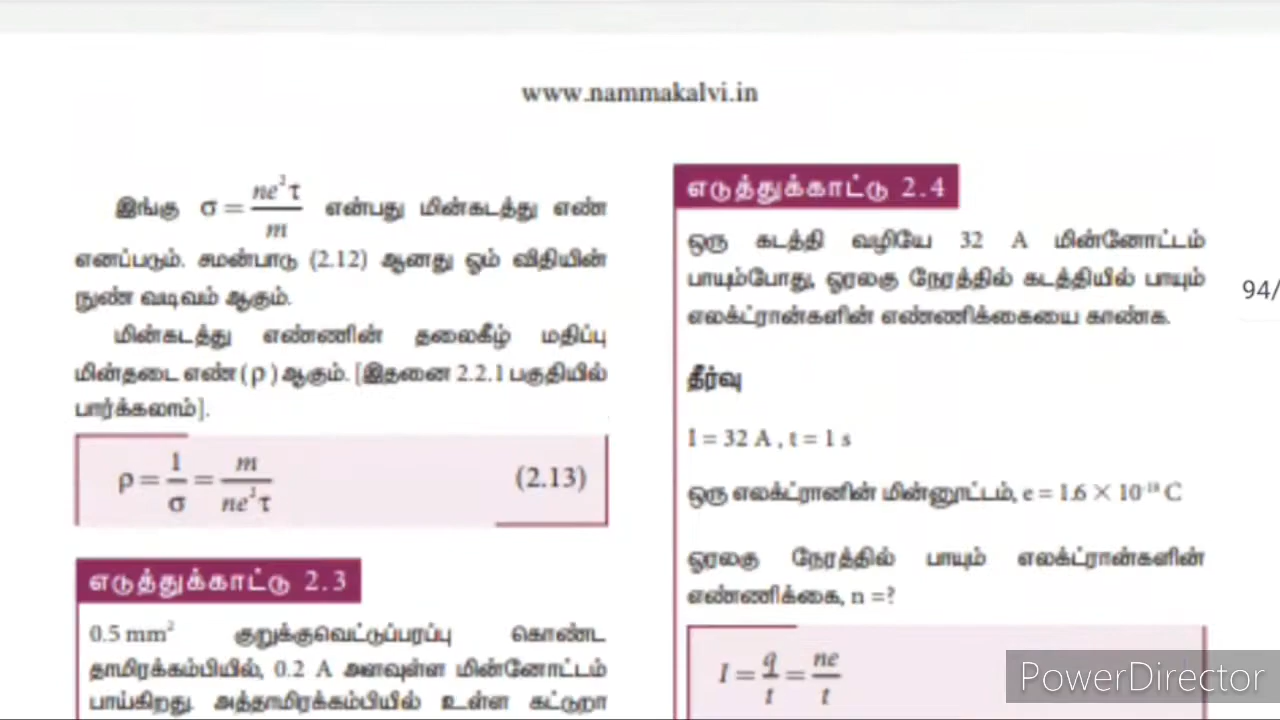 www.nammakalvi.in
இங்கு σ = ne²τ/m என்பது மின்கடத்து எண்
எனப்படும். சமன்பாடு (2.12) ஆனது ஓம் விதியின்
நுண் வடிவம் ஆகும்.
மின்கடத்து எண்ணின் தலைகீழ் மதிப்பு
மின்தடை எண் (ρ) ஆகும். [இதனை 2.2.1 பகுதியில்
பார்க்கலாம்].
ρ = 1/σ = m/ne²τ (2.13)
எடுத்துக்காட்டு 2.3
0.5 mm² குறுக்குவெட்டுப்பரப்பு கொண்ட
தாமிரக்கம்பியில், 0.2 A அளவுள்ள மின்னோட்டம்
பாய்கிறது. அத்தாமிரக்கம்பியில் உள்ள கட்டுறா
எடுத்துக்காட்டு 2.4
ஒரு கடத்தி வழியே 32 A மின்னோட்டம்
பாயும்போது, ஓரலகு நேரத்தில் கடத்தியில் பாயும்
எலக்ட்ரான்களின் எண்ணிக்கையை காண்க.
தீர்வு
I = 32 A , t = 1 s
ஒரு எலக்ட்ரானின் மின்னூட்டம், e = 1.6 × 10⁻¹⁹ C
ஓரலகு நேரத்தில் பாயும் எலக்ட்ரான்களின்
எண்ணிக்கை, n =?
I = q/t = ne/t
94/
PowerDirector